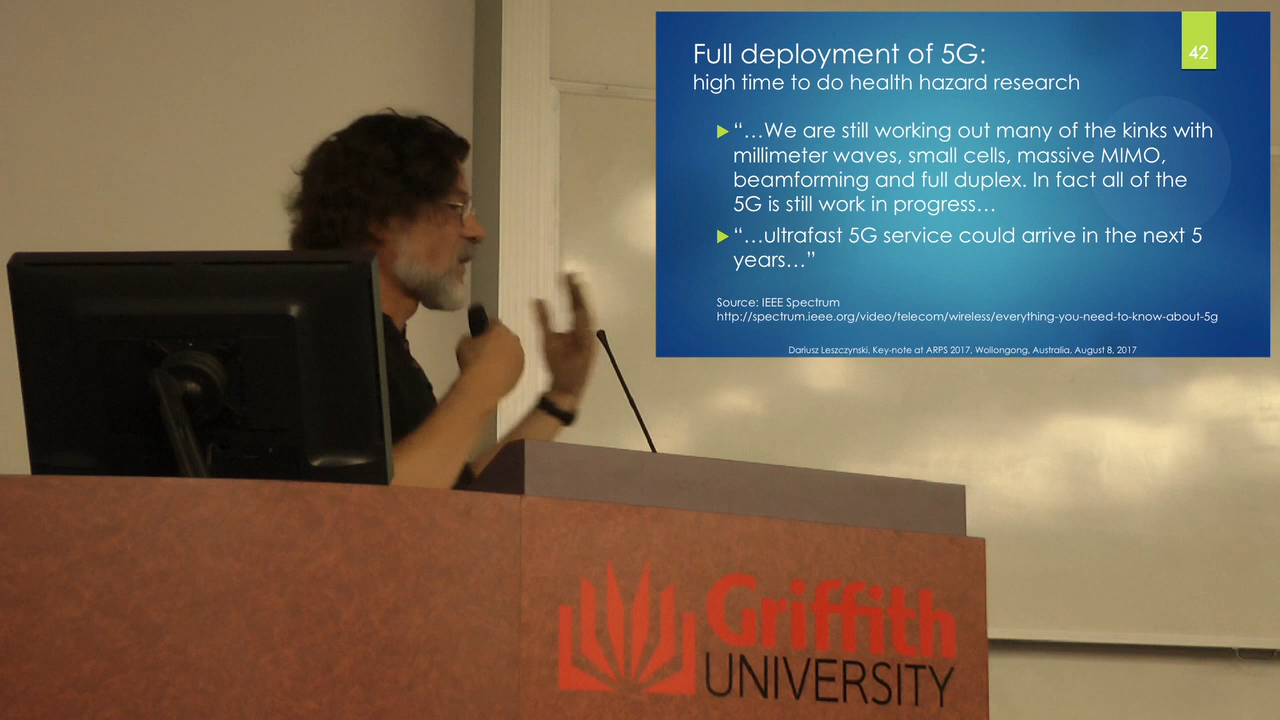 Full deployment of 5G:
high time to do health hazard research
42
▶ “…We are still working out many of the kinks with
millimeter waves, small cells, massive MIMO,
beamforming and full duplex. In fact all of the
5G is still work in progress…
▶ “…ultrafast 5G service could arrive in the next 5
years…”
Source: IEEE Spectrum
http://spectrum.ieee.org/video/telecom/wireless/everything-you-need-to-know-about-5g
Dariusz Leszczynski, Key-note at ARPS 2017, Wollongong, Australia, August 8, 2017
Griffith
UNIVERSITY